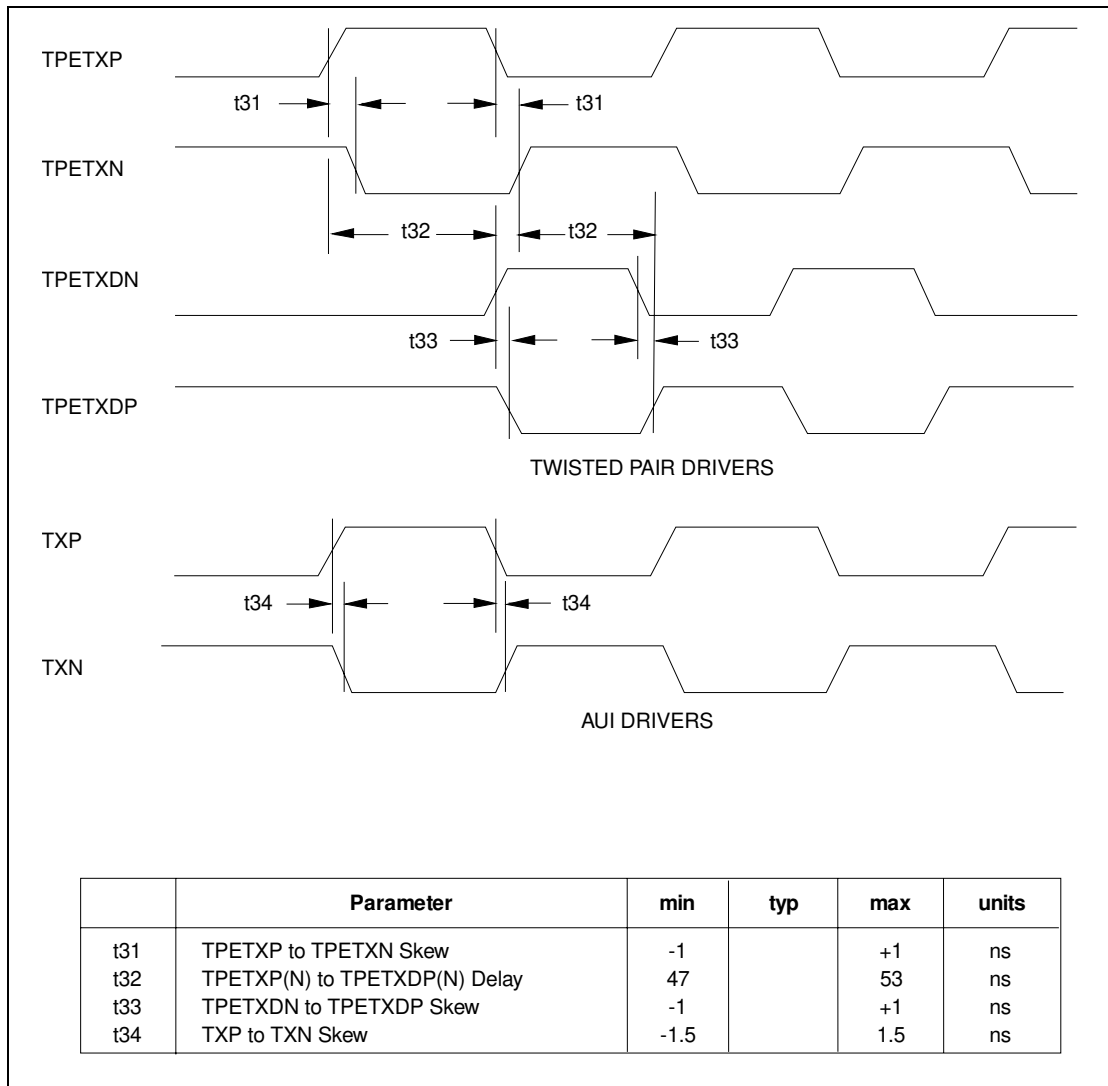 TPETXP
t31 t31
TPETXN
t32 t32
TPETXDN
t33 t33
TPETXDP
TWISTED PAIR DRIVERS
TXP
t34 t34
TXN
AUI DRIVERS
Parameter min typ max units
t31 TPETXP to TPETXN Skew -1 +1 ns
t32 TPETXP(N) to TPETXDP(N) Delay 47 53 ns
t33 TPETXDN to TPETXDP Skew -1 +1 ns
t34 TXP to TXN Skew -1.5 1.5 ns